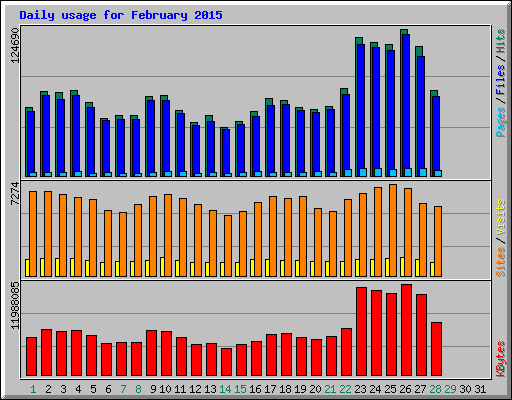 Daily usage for February 2015
124690
Pages / Files / Hits
7274
Sites / Visits
11988085
KBytes
1 2 3 4 5 6 7 8 9 10 11 12 13 14 15 16 17 18 19 20 21 22 23 24 25 26 27 28 29 30 31